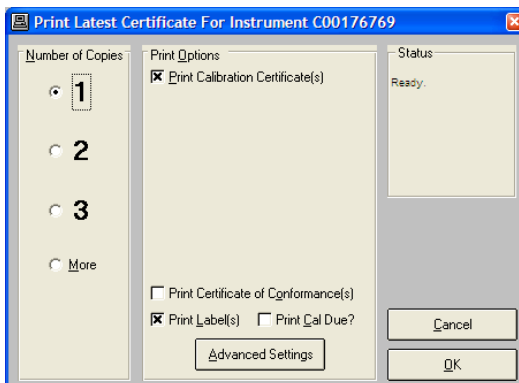 Print Latest Certificate For Instrument C00176769
Number of Copies
1
2
3
More
Print Options
Print Calibration Certificate(s)
Print Certificate of Conformance(s)
Print Label(s) Print Cal Due?
Advanced Settings
Status
Ready.
Cancel
OK